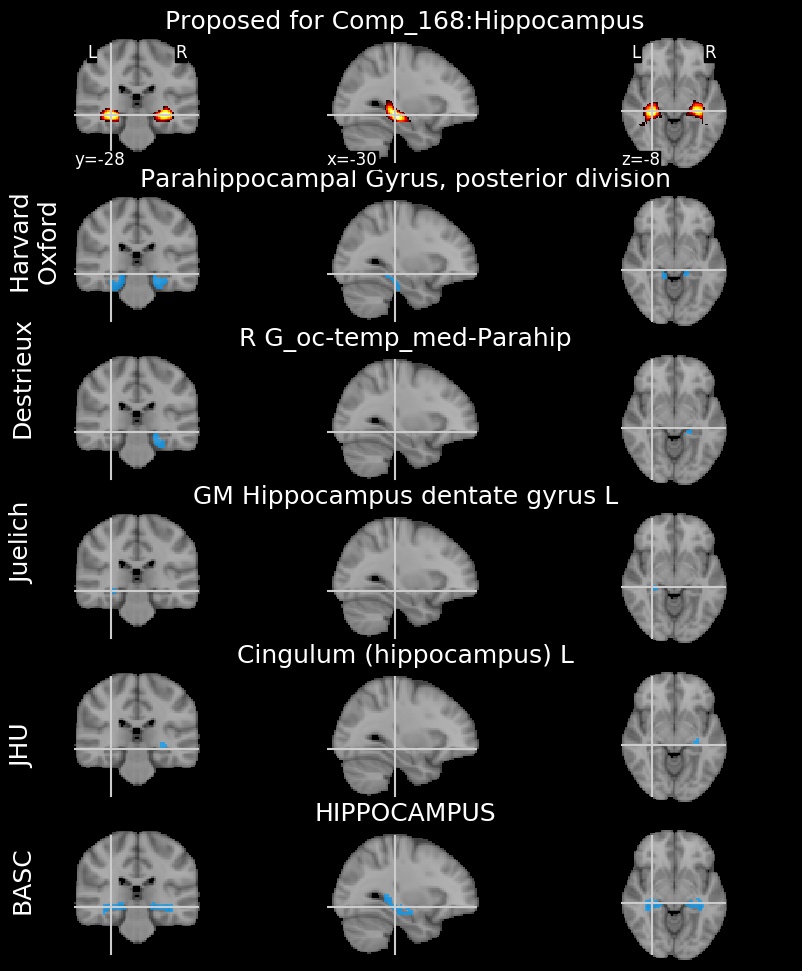 Proposed for Comp_168:Hippocampus
L R L R
y=-28 x=-30 z=-8
Parahippocampal Gyrus, posterior division
Harvard
Oxford
R G_oc-temp_med-Parahip
Destrieux
GM Hippocampus dentate gyrus L
Juelich
Cingulum (hippocampus) L
JHU
HIPPOCAMPUS
BASC